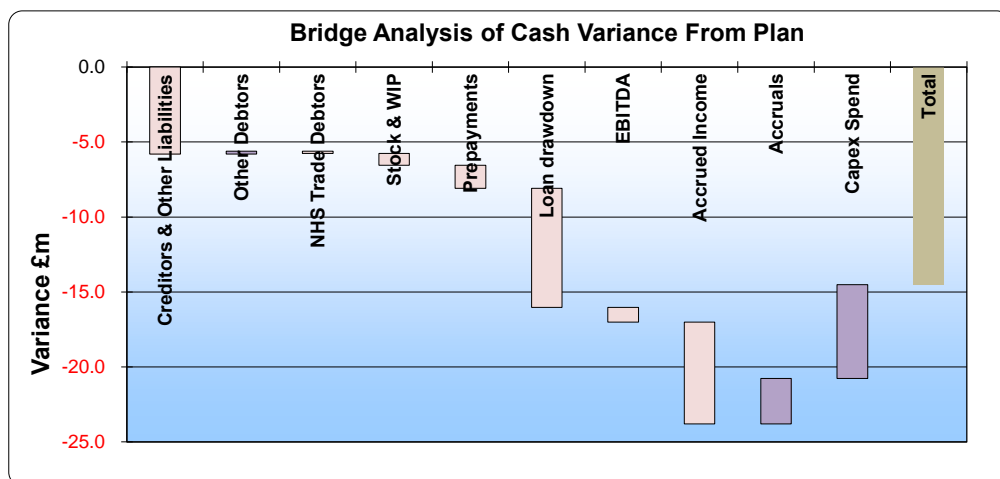 Bridge Analysis of Cash Variance From Plan
Variance £m
0.0
-5.0
-10.0
-15.0
-20.0
-25.0
Creditors & Other Liabilities
Other Debtors
NHS Trade Debtors
Stock & WIP
Prepayments
Loan drawdown
EBITDA
Accrued Income
Accruals
Capex Spend
Total